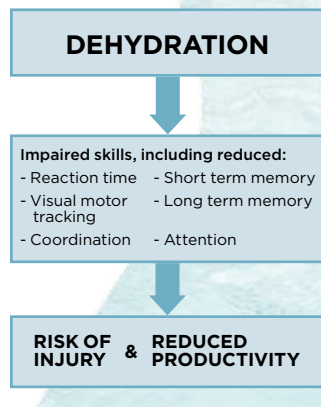 DEHYDRATION
Impaired skills, including reduced:
- Reaction time - Short term memory
- Visual motor - Long term memory
tracking
- Coordination - Attention
RISK OF & REDUCED
INJURY PRODUCTIVITY